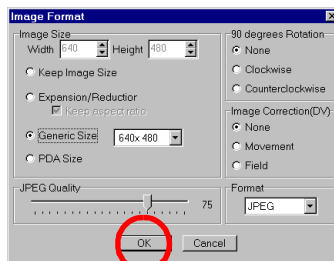 Image Format
Image Size
Width 640 Height 480
Keep Image Size
Expansion/Reduction
Keep aspect ratio
Generic Size 640x 480
PDA Size
90 degrees Rotation
None
Clockwise
Counterclockwise
Image Correction(DV)
None
Movement
Field
JPEG Quality
75
Format
JPEG
OK
Cancel